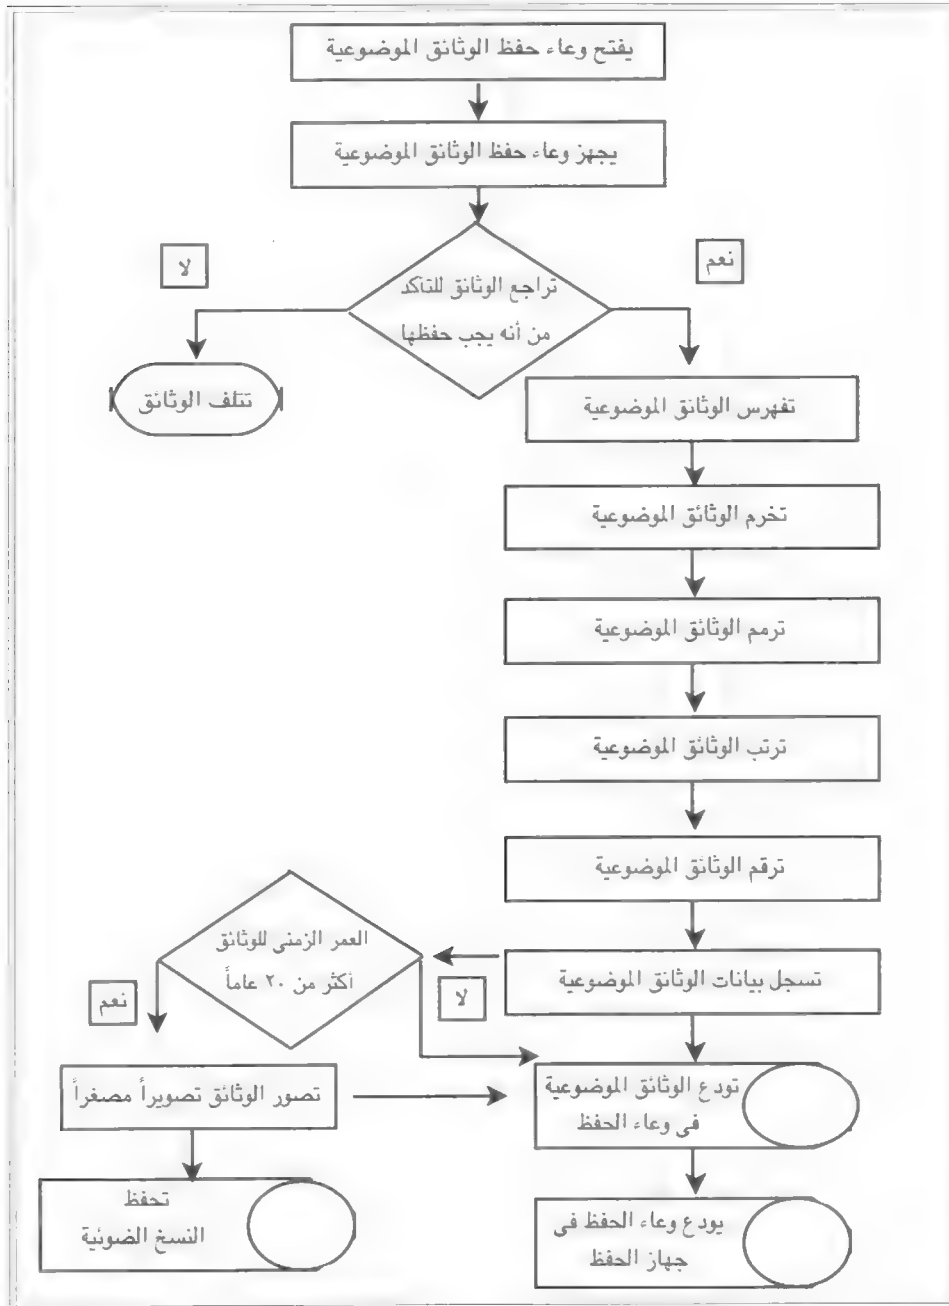 يفتح وعاء حفظ الوثائق الموضوعية
يجهز وعاء حفظ الوثائق الموضوعية
نعم
لا
تراجع الوثائق للتأكد
من أنه يجب حفظها
تفهرس الوثائق الموضوعية
تتلف الوثائق
تخرم الوثائق الموضوعية
ترمم الوثائق الموضوعية
ترتب الوثائق الموضوعية
ترقم الوثائق الموضوعية
تسجل بيانات الوثائق الموضوعية
العمر الزمنى للوثائق
أكثر من ٢٠ عاماً
لا
نعم
تودع الوثائق الموضوعية
فى وعاء الحفظ
تصور الوثائق تصويراً مصغراً
يودع وعاء الحفظ فى
جهاز الحفظ
تحفظ
النسخ الضوئية